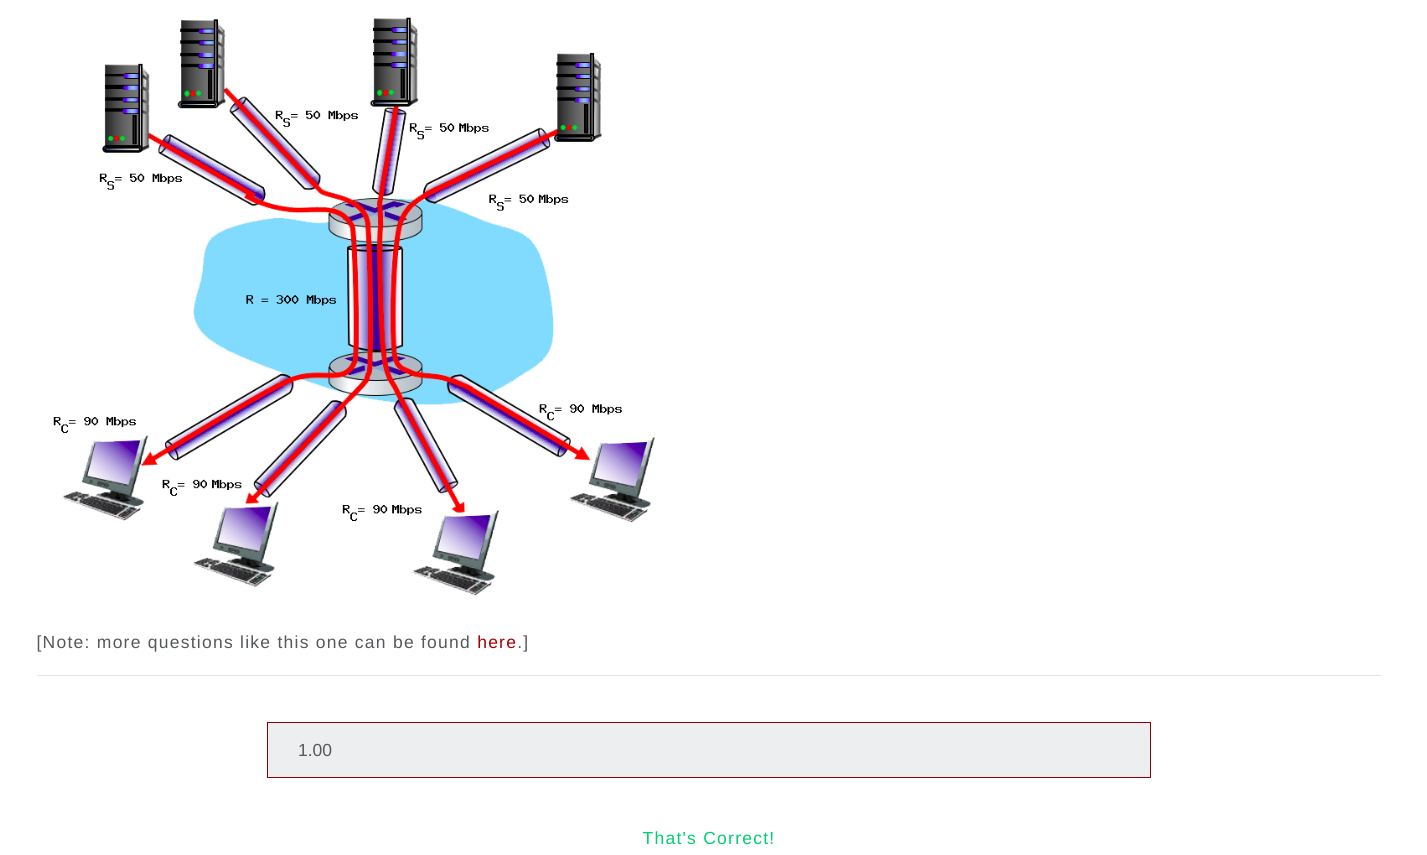 R_S= 50 Mbps
R_S= 50 Mbps
R_S= 50 Mbps
R_S= 50 Mbps
R = 300 Mbps
R_C= 90 Mbps
R_C= 90 Mbps
R_C= 90 Mbps
R_C= 90 Mbps
[Note: more questions like this one can be found here.]
1.00
That's Correct!